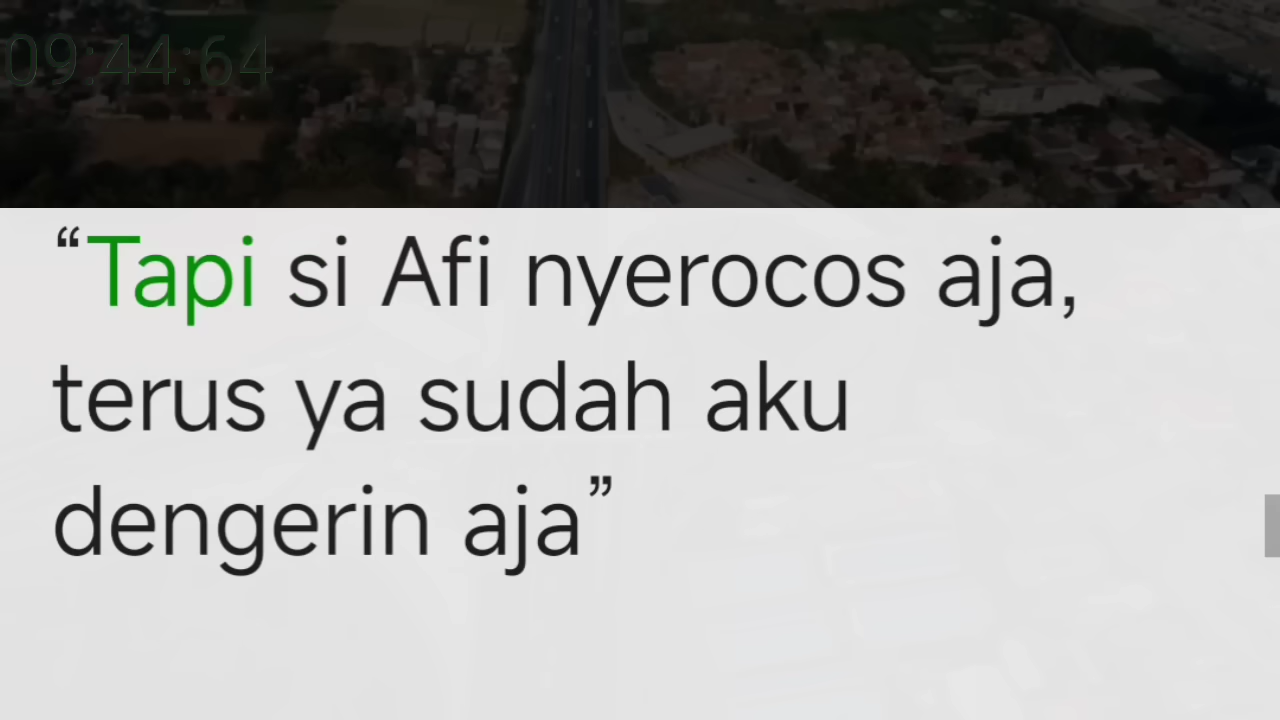 09:44:64
“Tapi si Afi nyerocos aja,
terus ya sudah aku
dengerin aja”